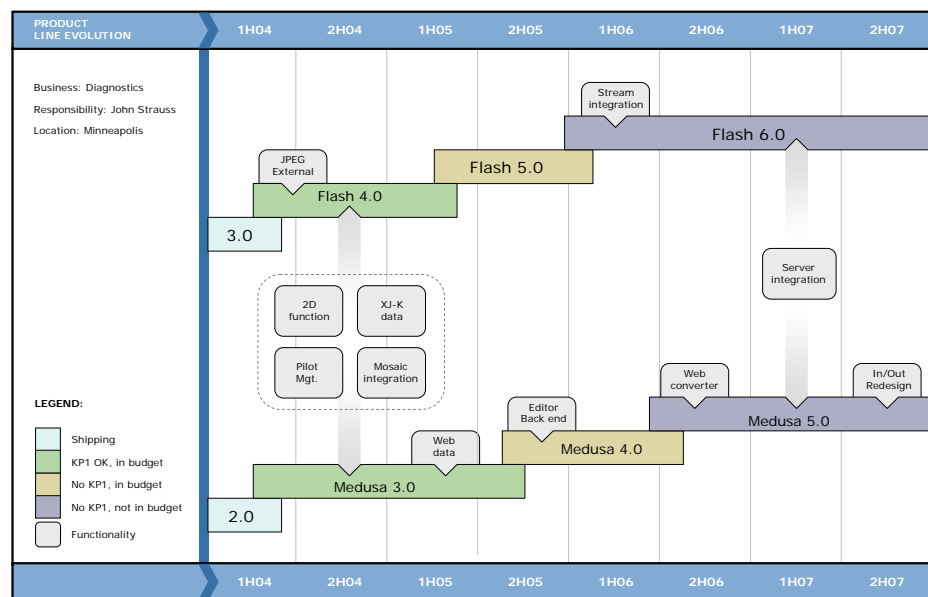 PRODUCT
LINE EVOLUTION
1H04
2H04
1H05
2H05
1H06
2H06
1H07
2H07
Business: Diagnostics
Responsibility: John Strauss
Location: Minneapolis
Stream
integration
Flash 6.0
JPEG
External
Flash 5.0
Flash 4.0
3.0
Server
integration
2D
function
XJ-K
data
Pilot
Mgt.
Mosaic
integration
Web
converter
In/Out
Redesign
Editor
Back end
Medusa 5.0
Web
data
Medusa 4.0
Medusa 3.0
2.0
LEGEND:
Shipping
KP1 OK, in budget
No KP1, in budget
No KP1, not in budget
Functionality
1H04
2H04
1H05
2H05
1H06
2H06
1H07
2H07